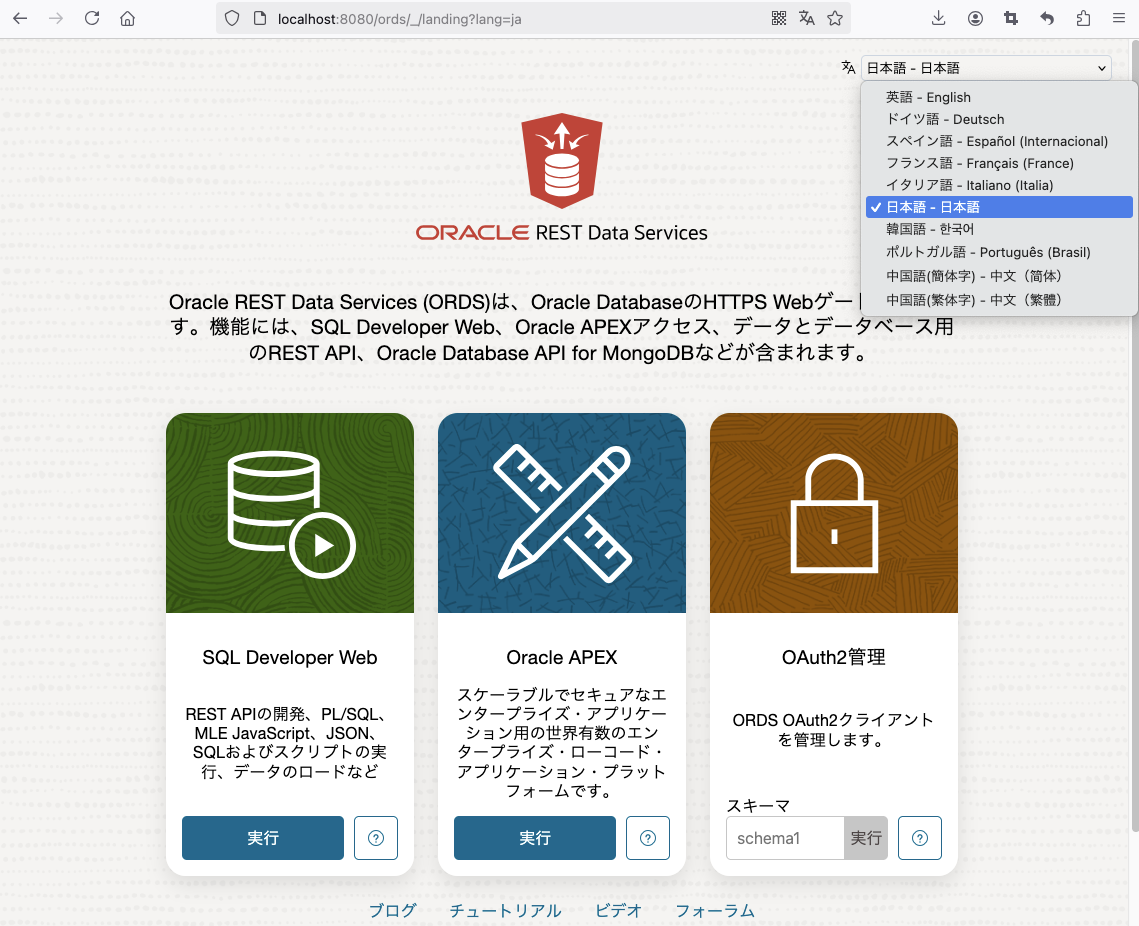 localhost:8080/ords/_/landing?lang=ja
日本語 - 日本語
英語 - English
ドイツ語 - Deutsch
スペイン語 - Español (Internacional)
フランス語 - Français (France)
イタリア語 - Italiano (Italia)
日本語 - 日本語
韓国語 - 한국어
ポルトガル語 - Português (Brasil)
中国語(簡体字) - 中文（简体）
中国語(繁体字) - 中文（繁體）
ORACLE REST Data Services
Oracle REST Data Services (ORDS)は、Oracle DatabaseのHTTPS Webゲート
す。機能には、SQL Developer Web、Oracle APEXアクセス、データとデータベース用
のREST API、Oracle Database API for MongoDBなどが含まれます。
SQL Developer Web
REST APIの開発、PL/SQL、
MLE JavaScript、JSON、
SQLおよびスクリプトの実
行、データのロードなど
実行
Oracle APEX
スケーラブルでセキュアなエ
ンタープライズ・アプリケー
ション用の世界有数のエン
タープライズ・ローコード・
アプリケーション・プラット
フォームです。
実行
OAuth2管理
ORDS OAuth2クライアント
を管理します。
スキーマ
schema1 実行
ブログ チュートリアル ビデオ フォーラム